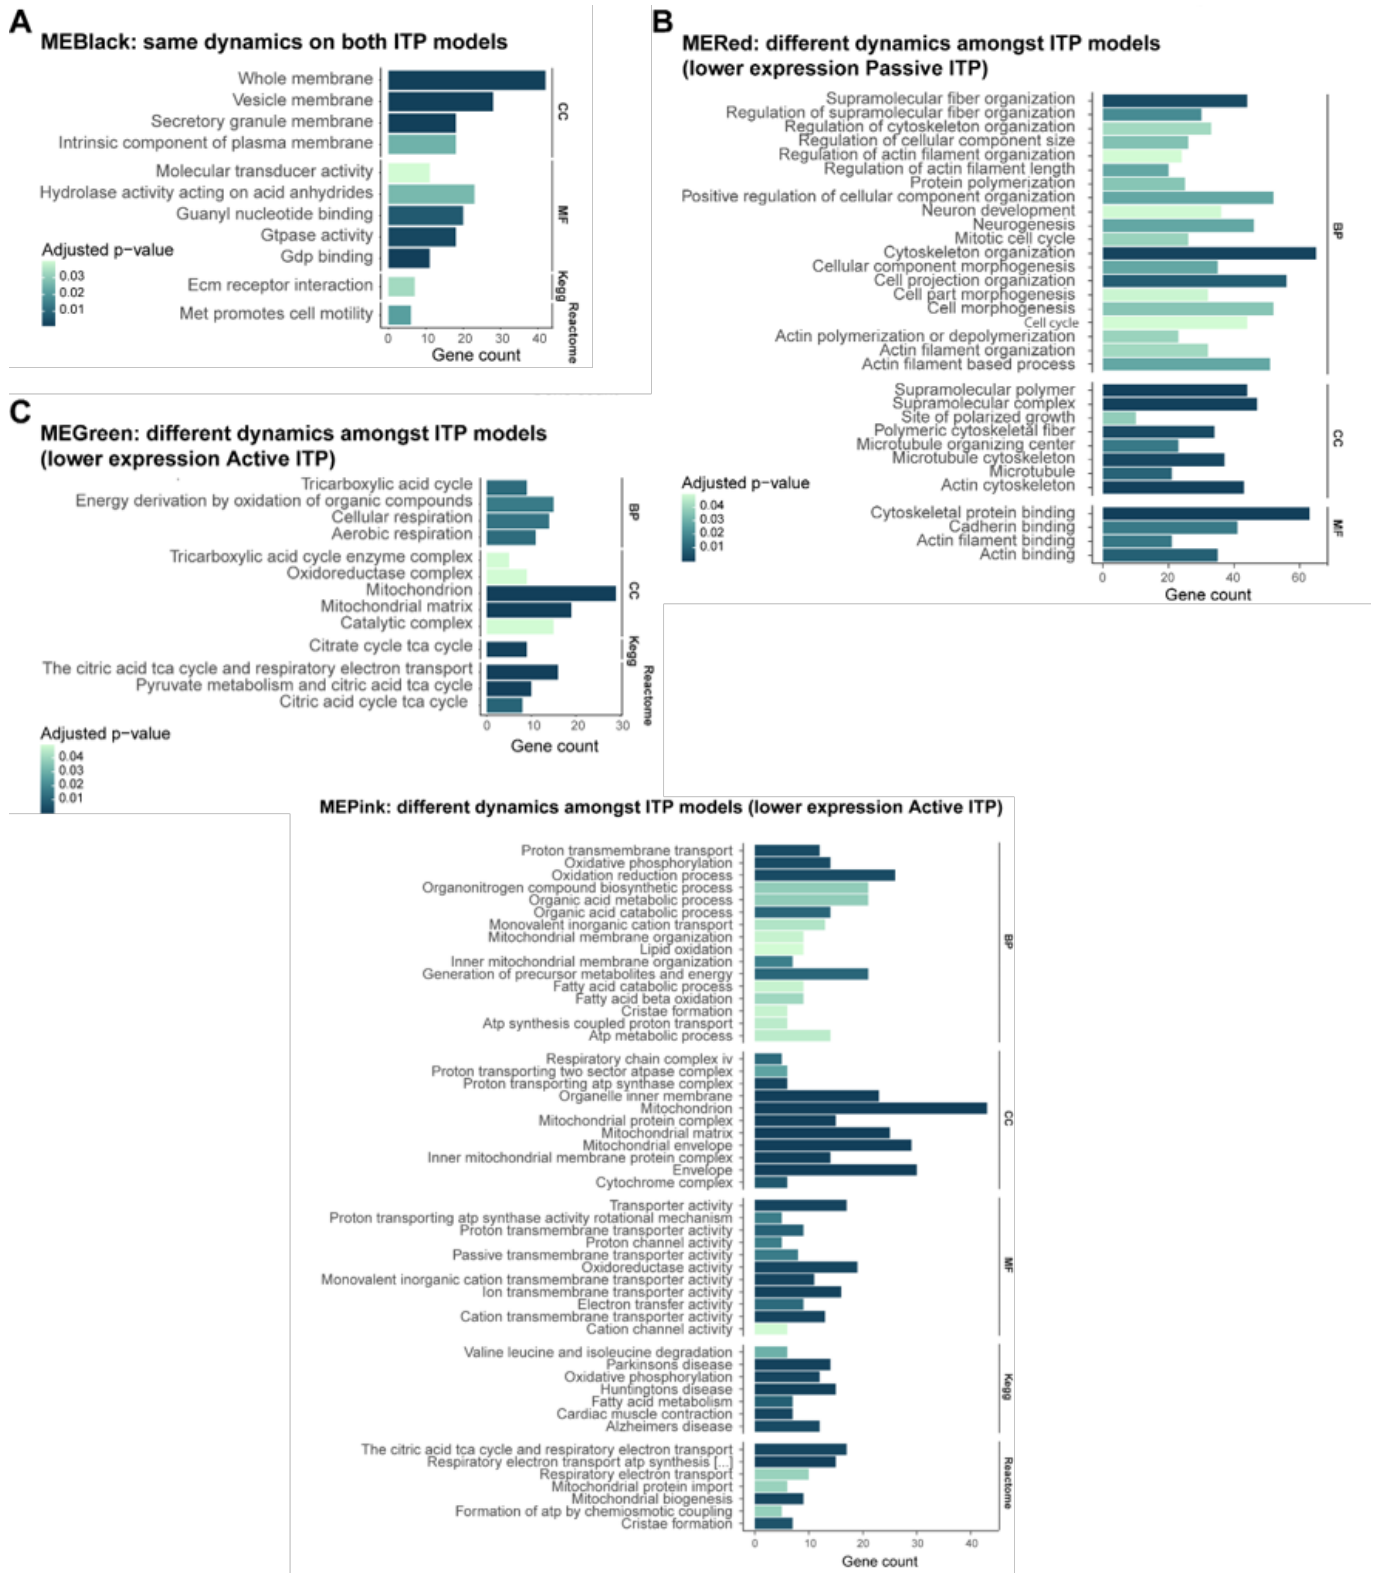 A
MEBlack: same dynamics on both ITP models
Whole membrane
Vesicle membrane
Secretory granule membrane
Intrinsic component of plasma membrane
CC
Molecular transducer activity
Hydrolase activity acting on acid anhydrides
Guanyl nucleotide binding
Gtpase activity
Gdp binding
MF
Ecm receptor interaction
Kegg
Met promotes cell motility
Reactome
Adjusted p-value
0.03
0.02
0.01
0 10 20 30 40
Gene count
B
MERed: different dynamics amongst ITP models
(lower expression Passive ITP)
Supramolecular fiber organization
Regulation of supramolecular fiber organization
Regulation of cytoskeleton organization
Regulation of cellular component size
Regulation of actin filament organization
Regulation of actin filament length
Protein polymerization
Positive regulation of cellular component organization
Neuron development
Neurogenesis
Mitotic cell cycle
Cytoskeleton organization
Cellular component morphogenesis
Cell projection organization
Cell part morphogenesis
Cell morphogenesis
Cell cycle
Actin polymerization or depolymerization
Actin filament organization
Actin filament based process
BP
Supramolecular polymer
Supramolecular complex
Site of polarized growth
Polymeric cytoskeletal fiber
Microtubule organizing center
Microtubule cytoskeleton
Microtubule
Actin cytoskeleton
CC
Cytoskeletal protein binding
Cadherin binding
Actin filament binding
Actin binding
MF
Adjusted p-value
0.04
0.03
0.02
0.01
0 20 40 60
Gene count
C
MEGreen: different dynamics amongst ITP models
(lower expression Active ITP)
Tricarboxylic acid cycle
Energy derivation by oxidation of organic compounds
Cellular respiration
Aerobic respiration
BP
Tricarboxylic acid cycle enzyme complex
Oxidoreductase complex
Mitochondrion
Mitochondrial matrix
Catalytic complex
CC
Citrate cycle tca cycle
Kegg
The citric acid tca cycle and respiratory electron transport
Pyruvate metabolism and citric acid tca cycle
Citric acid cycle tca cycle
Reactome
0 10 20 30
Gene count
Adjusted p-value
0.04
0.03
0.02
0.01
MEPink: different dynamics amongst ITP models (lower expression Active ITP)
Proton transmembrane transport
Oxidative phosphorylation
Oxidation reduction process
Organonitrogen compound biosynthetic process
Organic acid metabolic process
Organic acid catabolic process
Monovalent inorganic cation transport
Mitochondrial membrane organization
Lipid oxidation
Inner mitochondrial membrane organization
Generation of precursor metabolites and energy
Fatty acid catabolic process
Fatty acid beta oxidation
Cristae formation
Atp synthesis coupled proton transport
Atp metabolic process
BP
Respiratory chain complex iv
Proton transporting two sector atpase complex
Proton transporting atp synthase complex
Organelle inner membrane
Mitochondrion
Mitochondrial protein complex
Mitochondrial matrix
Mitochondrial envelope
Inner mitochondrial membrane protein complex
Envelope
Cytochrome complex
CC
Transporter activity
Proton transporting atp synthase activity rotational mechanism
Proton transmembrane transporter activity
Proton channel activity
Passive transmembrane transporter activity
Oxidoreductase activity
Monovalent inorganic cation transmembrane transporter activity
Ion transmembrane transporter activity
Electron transfer activity
Cation transmembrane transporter activity
Cation channel activity
MF
Valine leucine and isoleucine degradation
Parkinsons disease
Oxidative phosphorylation
Huntingtons disease
Fatty acid metabolism
Cardiac muscle contraction
Alzheimers disease
Kegg
The citric acid tca cycle and respiratory electron transport
Respiratory electron transport atp synthesis [...]
Respiratory electron transport
Mitochondrial protein import
Mitochondrial biogenesis
Formation of atp by chemiosmotic coupling
Cristae formation
Reactome
0 10 20 30 40
Gene count